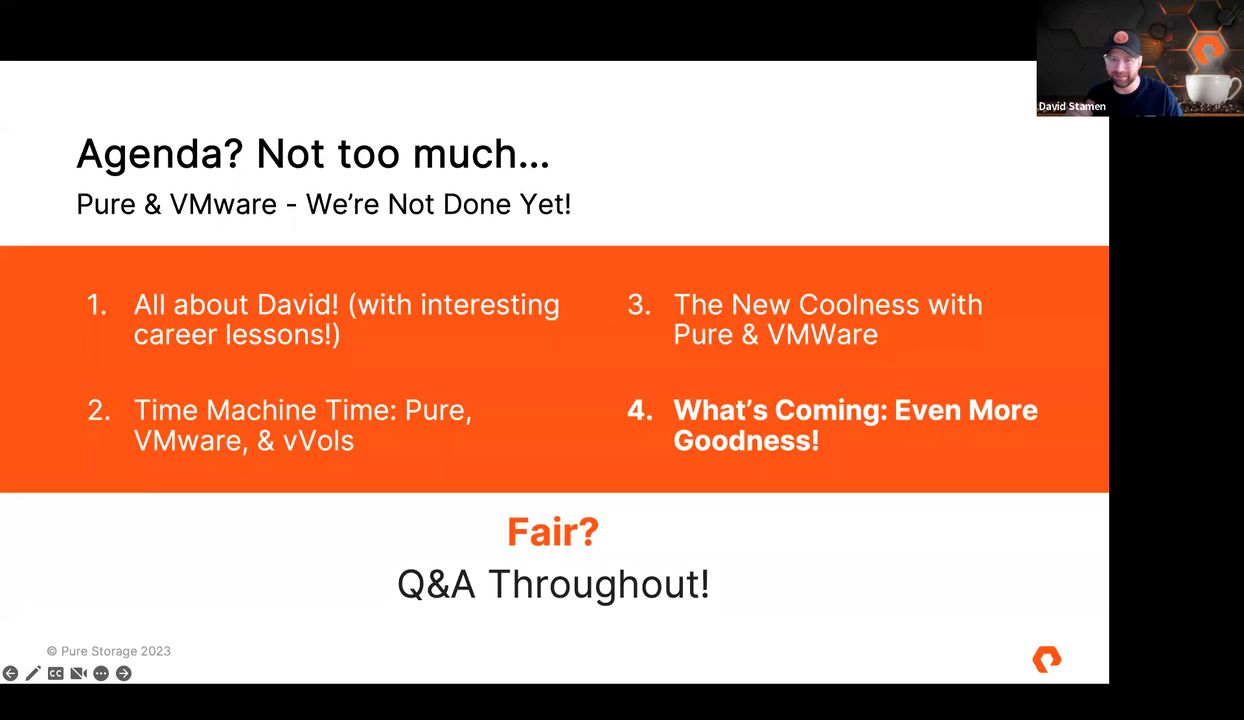 David Stamen
Agenda? Not too much...
Pure & VMware - We're Not Done Yet!
1. All about David! (with interesting
career lessons!)
2. Time Machine Time: Pure,
VMware, & vVols
3. The New Coolness with
Pure & VMWare
4. What's Coming: Even More
Goodness!
Fair?
Q&A Throughout!
© Pure Storage 2023
CC